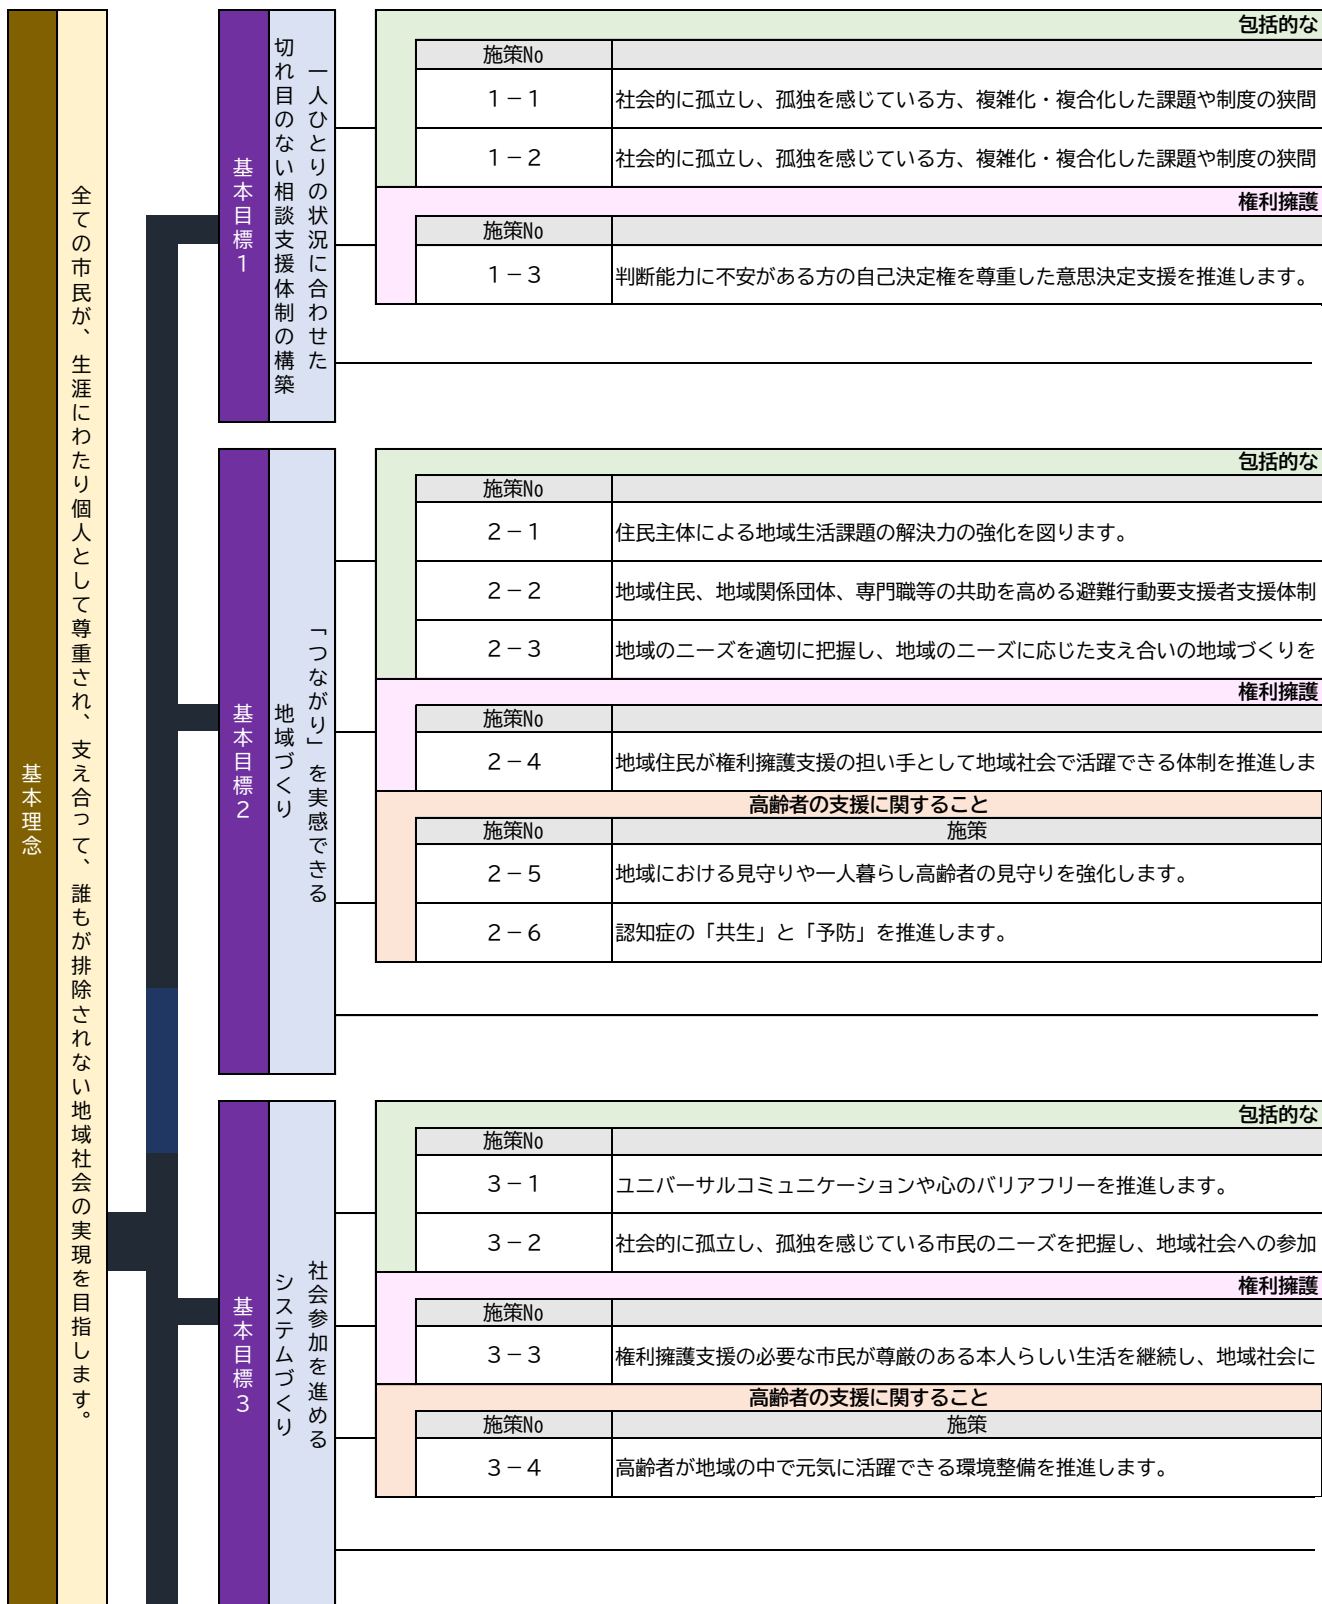 基本理念
全ての市民が、生涯にわたり個人として尊重され、支え合って、誰もが排除されない地域社会の実現を目指します。
基本目標1
一人ひとりの状況に合わせた
切れ目のない相談支援体制の構築
包括的な
施策No
1－1
社会的に孤立し、孤独を感じている方、複雑化・複合化した課題や制度の狭間
1－2
社会的に孤立し、孤独を感じている方、複雑化・複合化した課題や制度の狭間
権利擁護
施策No
1－3
判断能力に不安がある方の自己決定権を尊重した意思決定支援を推進します。
基本目標2
「つながり」を実感できる
地域づくり
包括的な
施策No
2－1
住民主体による地域生活課題の解決力の強化を図ります。
2－2
地域住民、地域関係団体、専門職等の共助を高める避難行動要支援者支援体制
2－3
地域のニーズを適切に把握し、地域のニーズに応じた支え合いの地域づくりを
権利擁護
施策No
2－4
地域住民が権利擁護支援の担い手として地域社会で活躍できる体制を推進しま
高齢者の支援に関すること
施策No 施策
2－5
地域における見守りや一人暮らし高齢者の見守りを強化します。
2－6
認知症の「共生」と「予防」を推進します。
基本目標3
社会参加を進める
システムづくり
包括的な
施策No
3－1
ユニバーサルコミュニケーションや心のバリアフリーを推進します。
3－2
社会的に孤立し、孤独を感じている市民のニーズを把握し、地域社会への参加
権利擁護
施策No
3－3
権利擁護支援の必要な市民が尊厳のある本人らしい生活を継続し、地域社会に
高齢者の支援に関すること
施策No 施策
3－4
高齢者が地域の中で元気に活躍できる環境整備を推進します。